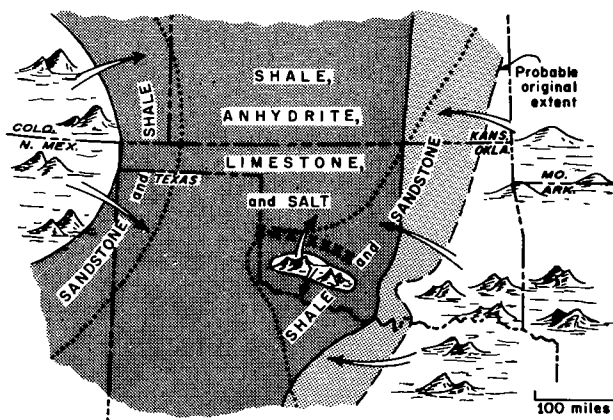 SHALE,
ANHYDRITE,
LIMESTONE,
and SALT
SHALE
SANDSTONE and
SANDSTONE
SHALE and
Probable
original
extent
COLO.
N. MEX.
TEXAS
KANS.
OKLA.
MO.
ARK.
100 miles